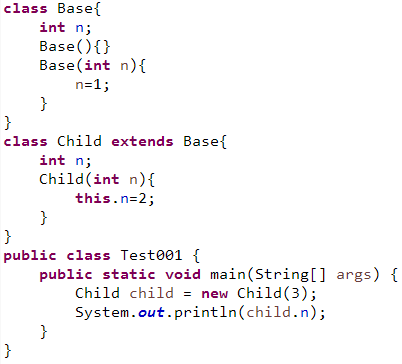 class Base{
    int n;
    Base(){}
    Base(int n){
        n=1;
    }
}
class Child extends Base{
    int n;
    Child(int n){
        this.n=2;
    }
}
public class Test001 {
    public static void main(String[] args) {
        Child child = new Child(3);
        System.out.println(child.n);
    }
}